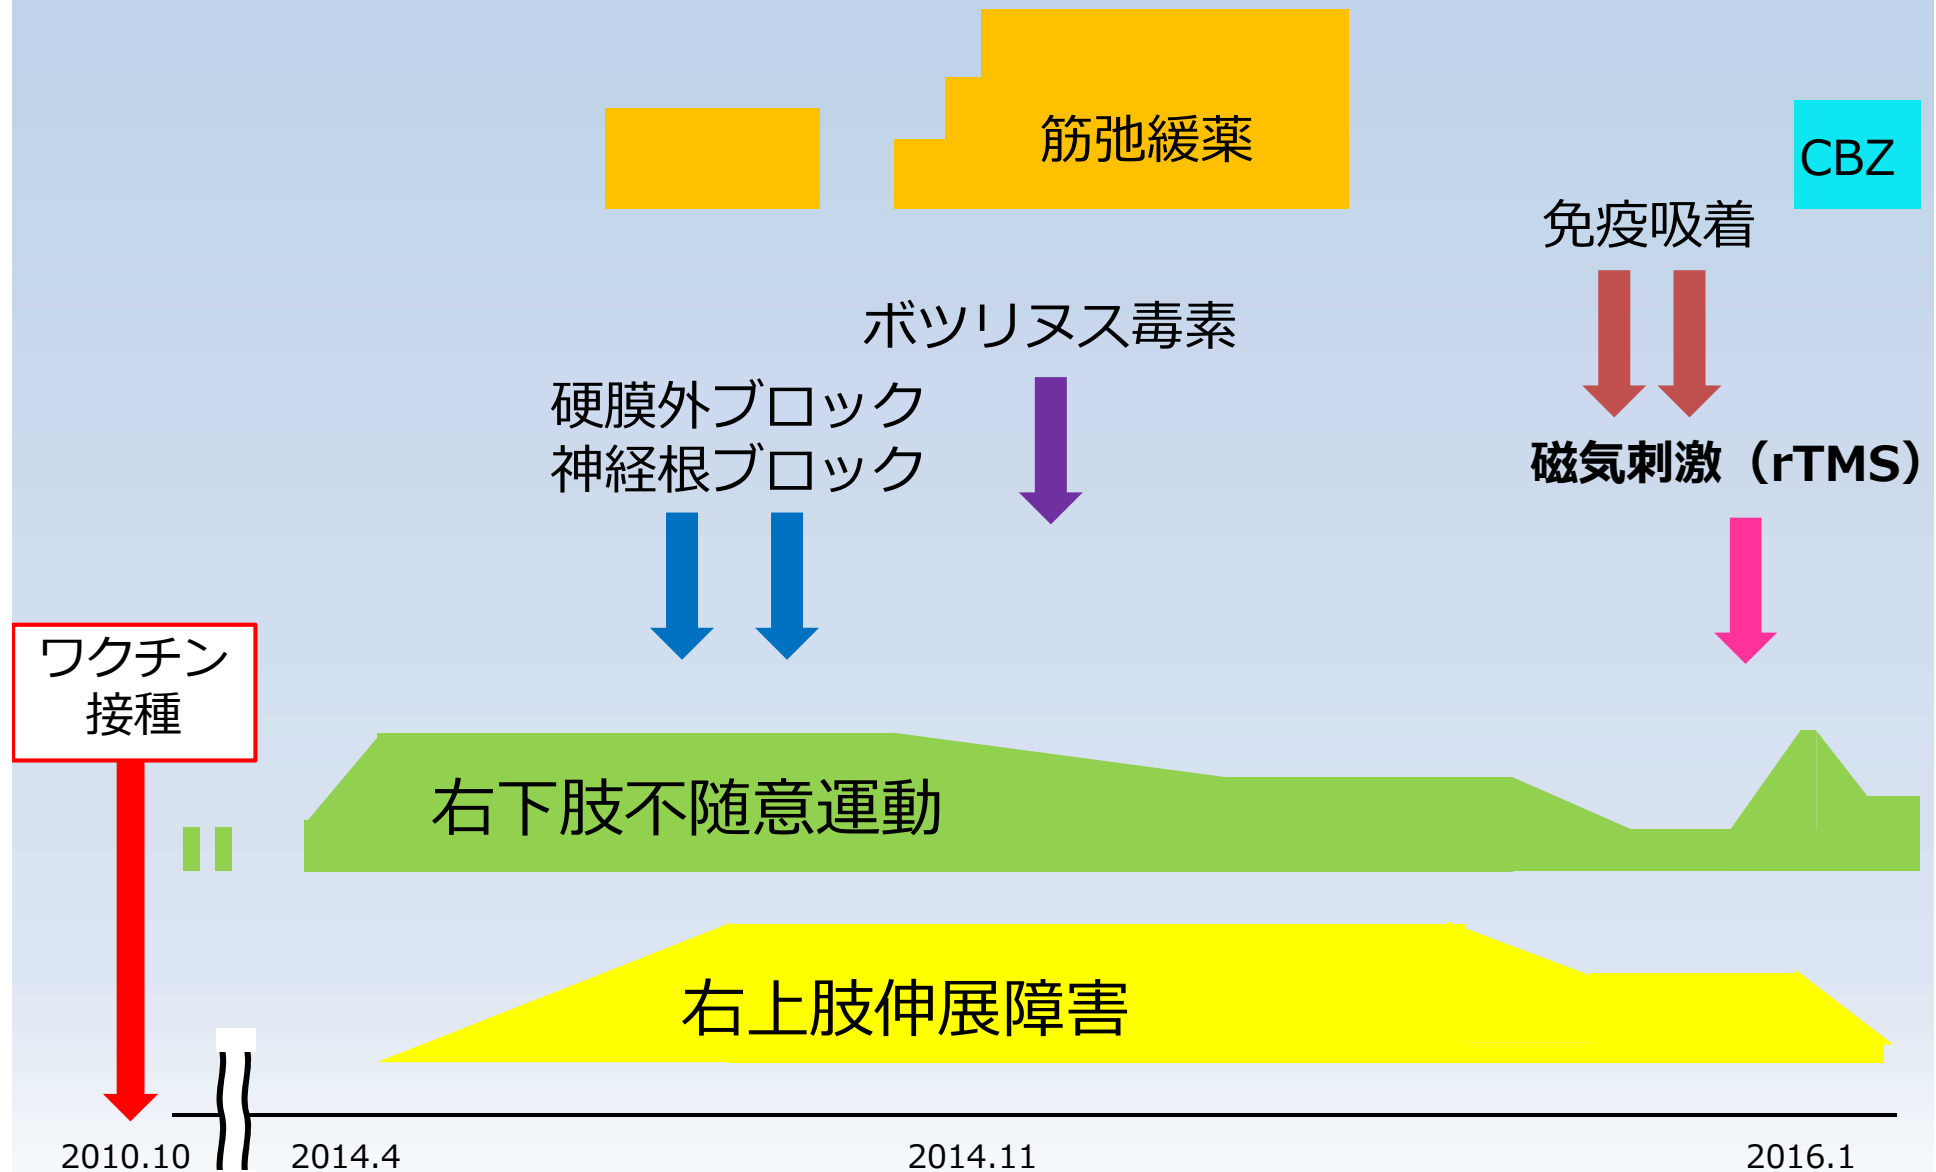 筋弛緩薬
CBZ
免疫吸着
ボツリヌス毒素
硬膜外ブロック
神経根ブロック
磁気刺激（rTMS）
ワクチン
接種
右下肢不随意運動
右上肢伸展障害
2010.10
2014.4
2014.11
2016.1